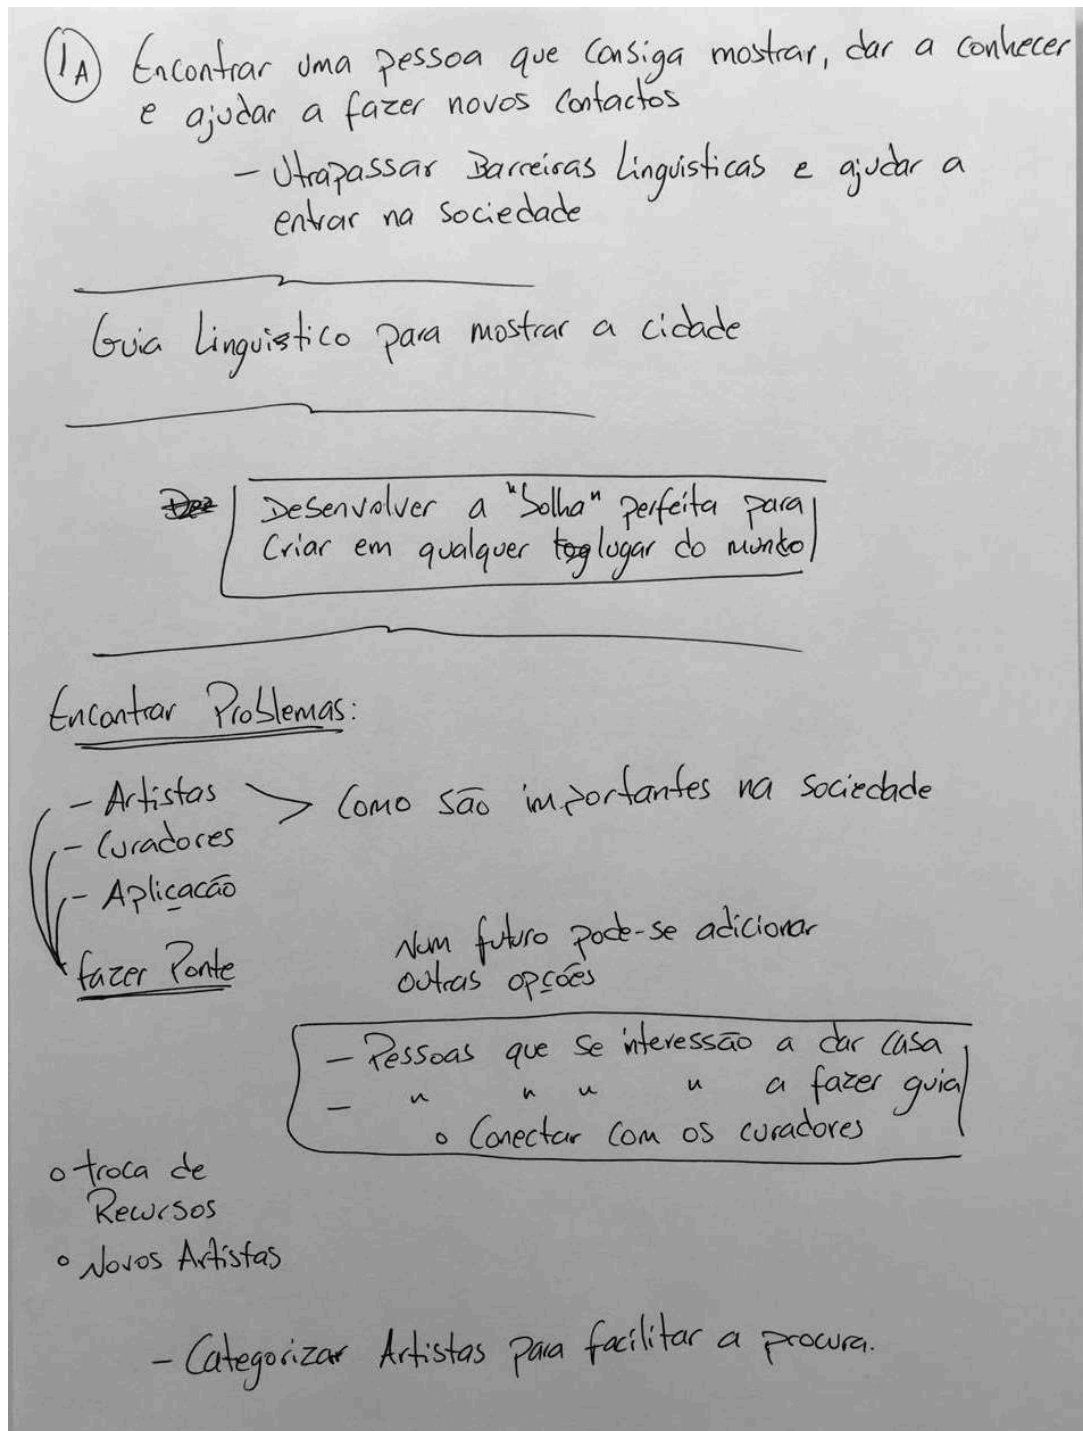 1A Encontrar uma pessoa que consiga mostrar, dar a conhecer
e ajudar a fazer novos contactos
- Utrapassar Barreiras Linguisticas e ajudar a
entrar na sociedade
Guia Linguistico para mostrar a cidade
Desenvolver a "bolha" perfeita para
criar em qualquer lugar do mundo
Encontrar Problemas:
- Artistas > Como são importantes na sociedade
- Curadores
- Aplicação
fazer Ponte
Num futuro pode-se adicionar
outras opções
- Pessoas que se interessão a dar casa
- " " " " a fazer guia
o Conectar com os curadores
o troca de
Recursos
o Novos Artistas
- Categorizar Artistas para facilitar a procura.